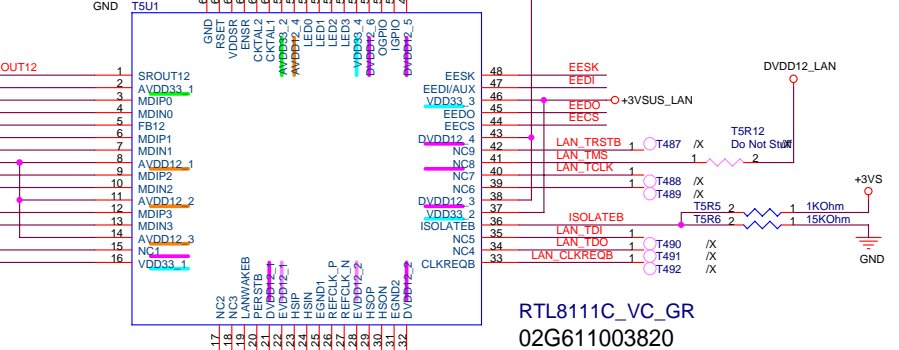 GND
T5U1
GND
RSET
VDDSR
ENSR
CKTAL2
CKTAL1
AVDD33_2
AVDD12_4
LED0
LED1
LED2
LED3
VDD33_4
DVDD12_6
OGPIO
IGPIO
DVDD12_5
OUT12
1 SROUT12
2 AVDD33_1
3 MDIP0
4 MDIN0
5 FB12
6 MDIP1
7 MDIN1
8 AVDD12_1
9 MDIP2
10 MDIN2
11 AVDD12_2
12 MDIP3
13 MDIN3
14 AVDD12_3
15 NC1
16 VDD33_1
EESK 48 EESK
EEDI/AUX 47 EEDI
VDD33_3 46 +3VSUS_LAN
EEDO 45 EEDO
EECS 44 EECS
DVDD12_4 43
NC9 42 LAN_TRSTB 1 T487 /X
NC8 41 LAN_TMS 1 2
NC7 40 LAN_TCLK 1 T488 /X
NC6 39 1 T489 /X
DVDD12_3 38
VDD33_2 37
ISOLATEB 36 ISOLATEB
NC5 35 LAN_TDI 1 T490 /X
NC4 34 LAN_TDO 1 T491 /X
CLKREQB 33 LAN_CLKREQB 1 T492 /X
DVDD12_LAN
T5R12
Do Not Stuff
/X
+3VS
T5R5 2 1 1KOhm
T5R6 2 1 15KOhm
GND
NC2
NC3
LANWAKEB
PERSTB
DVDD12_1
EVDD12_1
HSIP
HSIN
EGND1
REFCLK_P
REFCLK_N
EVDD12_2
HSOP
HSON
EGND2
DVDD12_2
17 18 19 20 21 22 23 24 25 26 27 28 29 30 31 32
RTL8111C_VC_GR
02G611003820